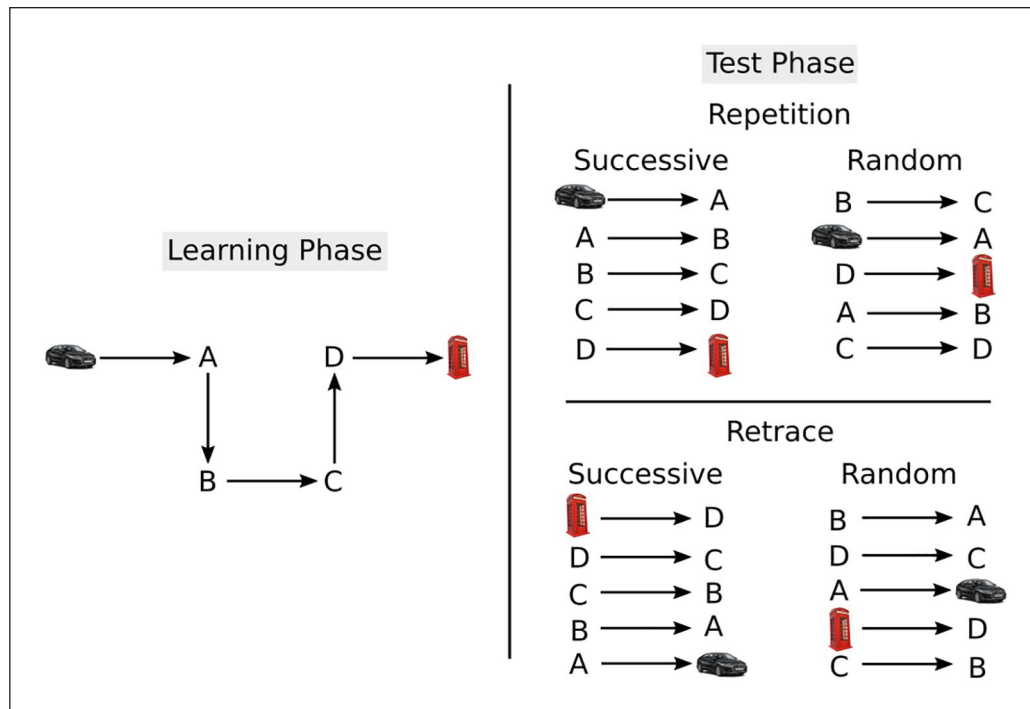 Learning Phase
A
D
B
C
Test Phase
Repetition
Successive
A
A B
B C
C D
D
Random
B C
A
D
A B
C D
Retrace
Successive
D
D C
C B
B A
A
Random
B A
D C
A
D
C B